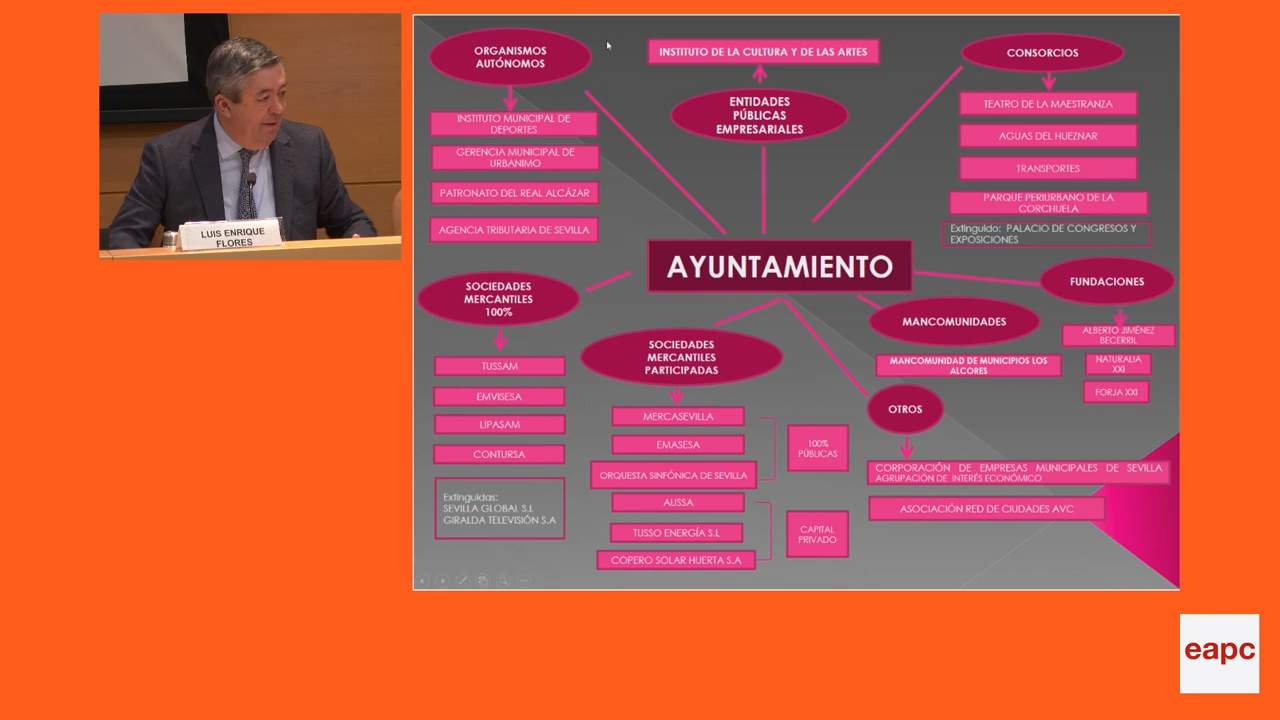 LUIS ENRIQUE
FLORES
ORGANISMOS
AUTÓNOMOS
INSTITUTO MUNICIPAL DE
DEPORTES
GERENCIA MUNICIPAL DE
URBANIMO
PATRONATO DEL REAL ALCÁZAR
AGENCIA TRIBUTARIA DE SEVILLA
INSTITUTO DE LA CULTURA Y DE LAS ARTES
ENTIDADES
PÚBLICAS
EMPRESARIALES
CONSORCIOS
TEATRO DE LA MAESTRANZA
AGUAS DEL HUEZNAR
TRANSPORTES
PARQUE PERIURBANO DE LA
CORCHUELA
Extinguido: PALACIO DE CONGRESOS Y
EXPOSICIONES
AYUNTAMIENTO
SOCIEDADES
MERCANTILES
100%
TUSSAM
EMVISESA
LIPASAM
CONTURSA
Extinguidas:
SEVILLA GLOBAL S.L
GIRALDA TELEVISIÓN S.A
SOCIEDADES
MERCANTILES
PARTICIPADAS
MERCASEVILLA
EMASESA
ORQUESTA SINFÓNICA DE SEVILLA
100%
PÚBLICAS
AUSSA
TUSSO ENERGÍA S.L
COPERO SOLAR HUERTA S.A
CAPITAL
PRIVADO
MANCOMUNIDADES
MANCOMUNIDAD DE MUNICIPIOS LOS
ALCORES
FUNDACIONES
ALBERTO JIMÉNEZ
BECERRIL
NATURALIA
XXI
FORJA XXI
OTROS
CORPORACIÓN DE EMPRESAS MUNICIPALES DE SEVILLA
AGRUPACIÓN DE INTERÉS ECONÓMICO
ASOCIACIÓN RED DE CIUDADES AVC
eapc